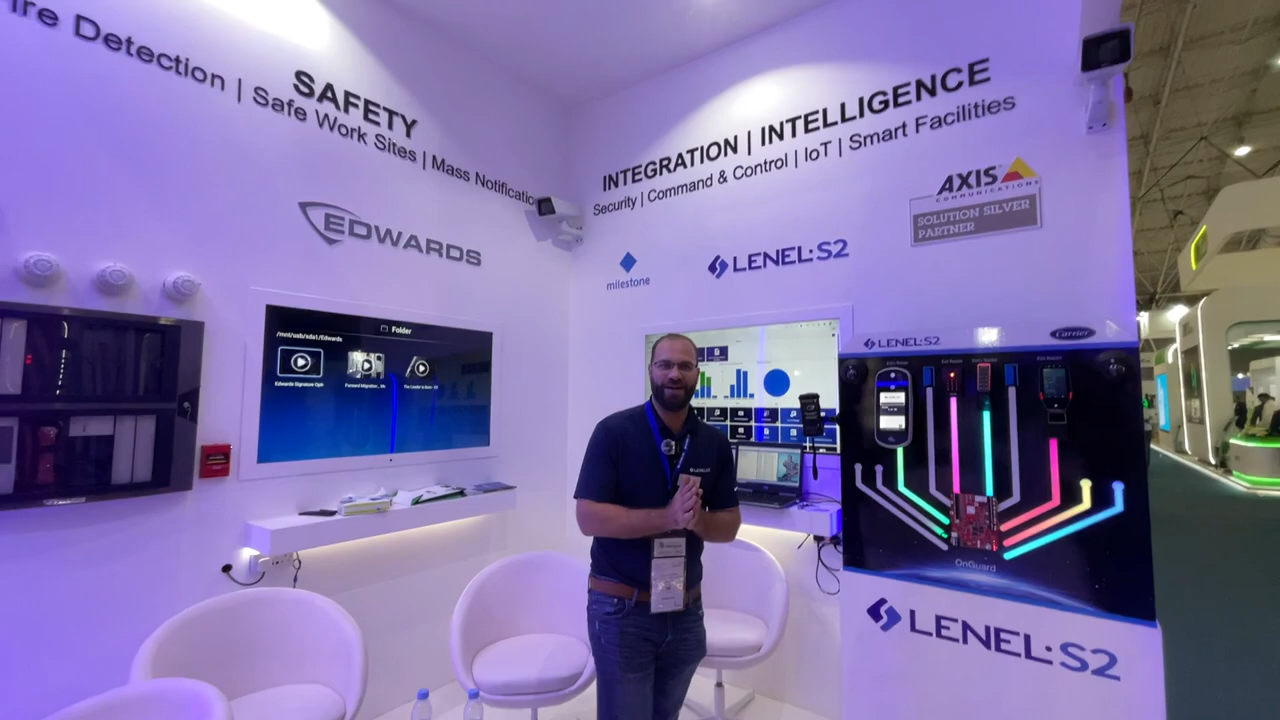 ire Detection | Safe Work Sites | Mass Notificatio
SAFETY
EDWARDS
INTEGRATION | INTELLIGENCE
Security | Command & Control | IoT | Smart Facilities
AXIS
COMMUNICATIONS
SOLUTION SILVER
PARTNER
milestone
LENEL·S2
Folder
/mnt/usb/sda1/Edwards
LENEL·S2
Carrier
OnGuard
LENEL·S2